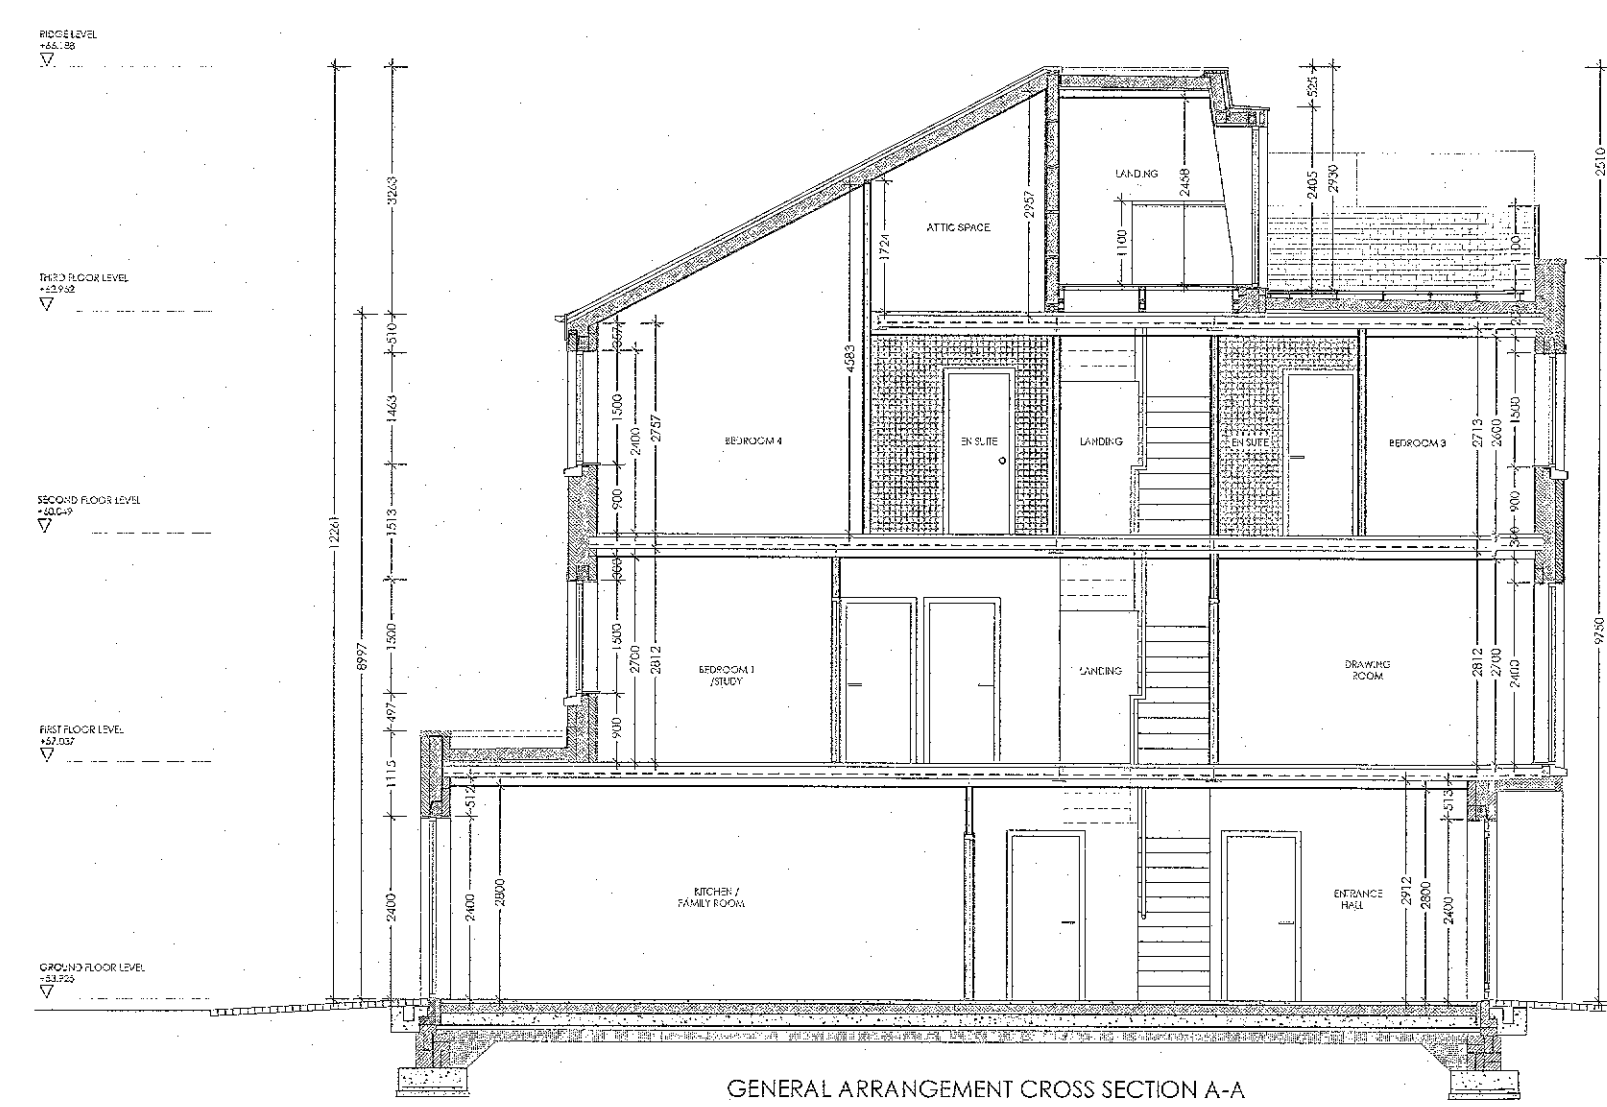 RIDGE LEVEL
+66.188
THIRD FLOOR LEVEL
+62.962
SECOND FLOOR LEVEL
+60.049
FIRST FLOOR LEVEL
+57.037
GROUND FLOOR LEVEL
+53.925
12261
8997
3263
510
1463
1513
1500
497
1115
2400
1500
900
2400
2757
300
1500
900
2700
2812
512
2400
2800
4583
1724
2957
1100
2458
525
2405
2930
2510
9750
2713
2600
1500
900
2812
2700
2400
2912
2800
513
2400
LANDING
ATTIC SPACE
BEDROOM 4
EN SUITE
LANDING
EN SUITE
BEDROOM 3
BEDROOM 1
/STUDY
LANDING
DRAWING
ROOM
KITCHEN /
FAMILY ROOM
ENTRANCE
HALL
GENERAL ARRANGEMENT CROSS SECTION A-A